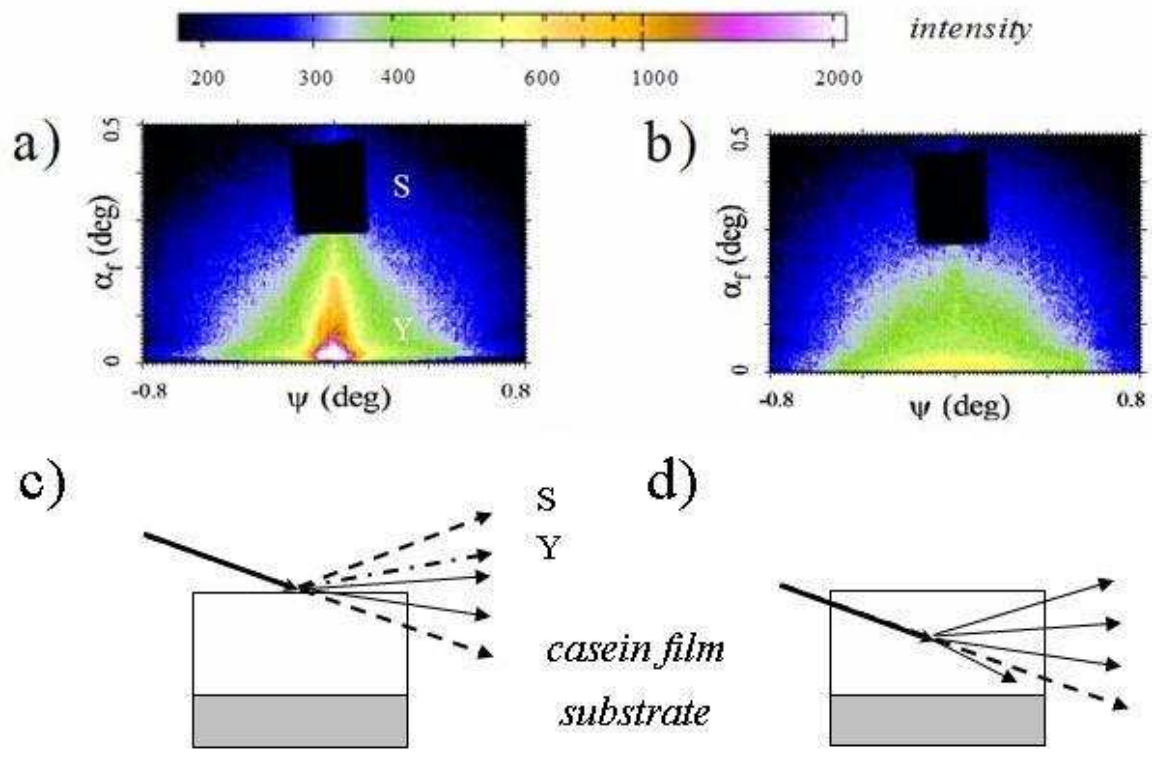 intensity
200 300 400 600 1000 2000
a)
0.5
α_f (deg)
0
S
Y
-0.8 ψ (deg) 0.8
b)
0.5
α_f (deg)
0
-0.8 ψ (deg) 0.8
c)
S
Y
d)
casein film
substrate